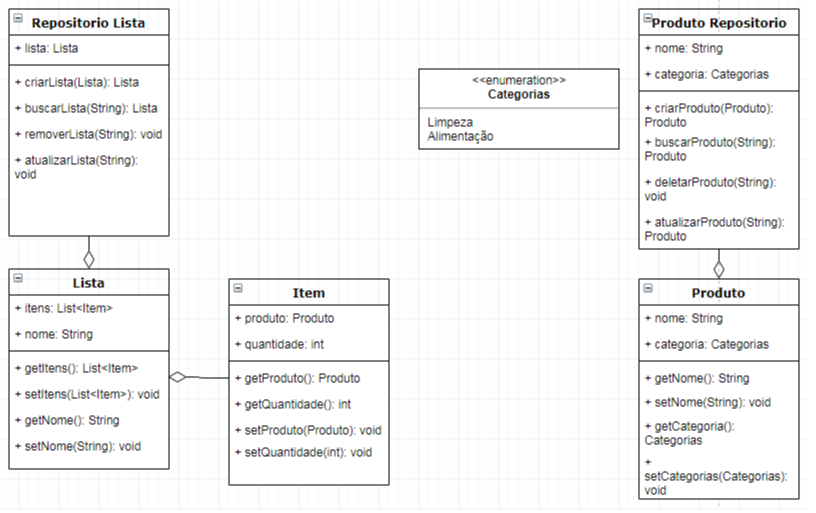 Repositorio Lista
+ lista: Lista
+ criarLista(Lista): Lista
+ buscarLista(String): Lista
+ removerLista(String): void
+ atualizarLista(String):
void
<<enumeration>>
Categorias
Limpeza
Alimentação
Produto Repositorio
+ nome: String
+ categoria: Categorias
+ criarProduto(Produto):
Produto
+ buscarProduto(String):
Produto
+ deletarProduto(String):
void
+ atualizarProduto(String):
Produto
Lista
+ itens: List<Item>
+ nome: String
+ getItens(): List<Item>
+ setItens(List<Item>): void
+ getNome(): String
+ setNome(String): void
Item
+ produto: Produto
+ quantidade: int
+ getProduto(): Produto
+ getQuantidade(): int
+ setProduto(Produto): void
+ setQuantidade(int): void
Produto
+ nome: String
+ categoria: Categorias
+ getNome(): String
+ setNome(String): void
+ getCategoria():
Categorias
+
setCategorias(Categorias):
void